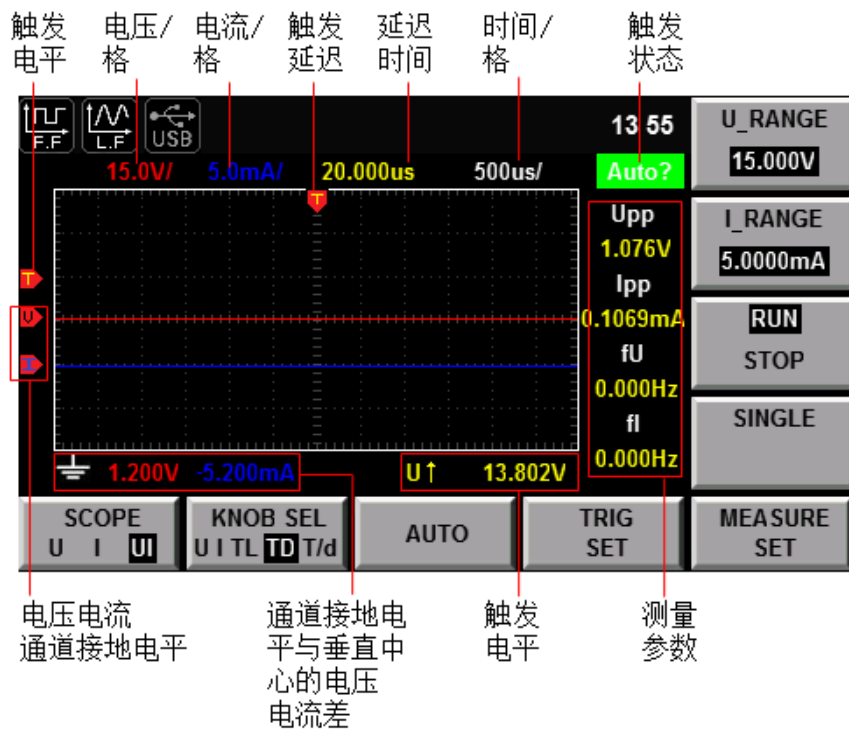 触发 电压/ 电流/ 触发 延迟 时间/ 触发
电平 格 格 延迟 时间 格 状态
F.F L.F USB 13 55
15.0V/ 5.0mA/ 20.000us 500us/ Auto?
T
T
U
I
Upp
1.076V
Ipp
0.1069mA
fU
0.000Hz
fI
0.000Hz
1.200V -5.200mA U↑ 13.802V
U_RANGE
15.000V
I_RANGE
5.0000mA
RUN
STOP
SINGLE
SCOPE
U I UI
KNOB SEL
U I TL TD T/d
AUTO
TRIG
SET
MEASURE
SET
电压电流
通道接地电平
通道接地电
平与垂直中
心的电压
电流差
触发
电平
测量
参数